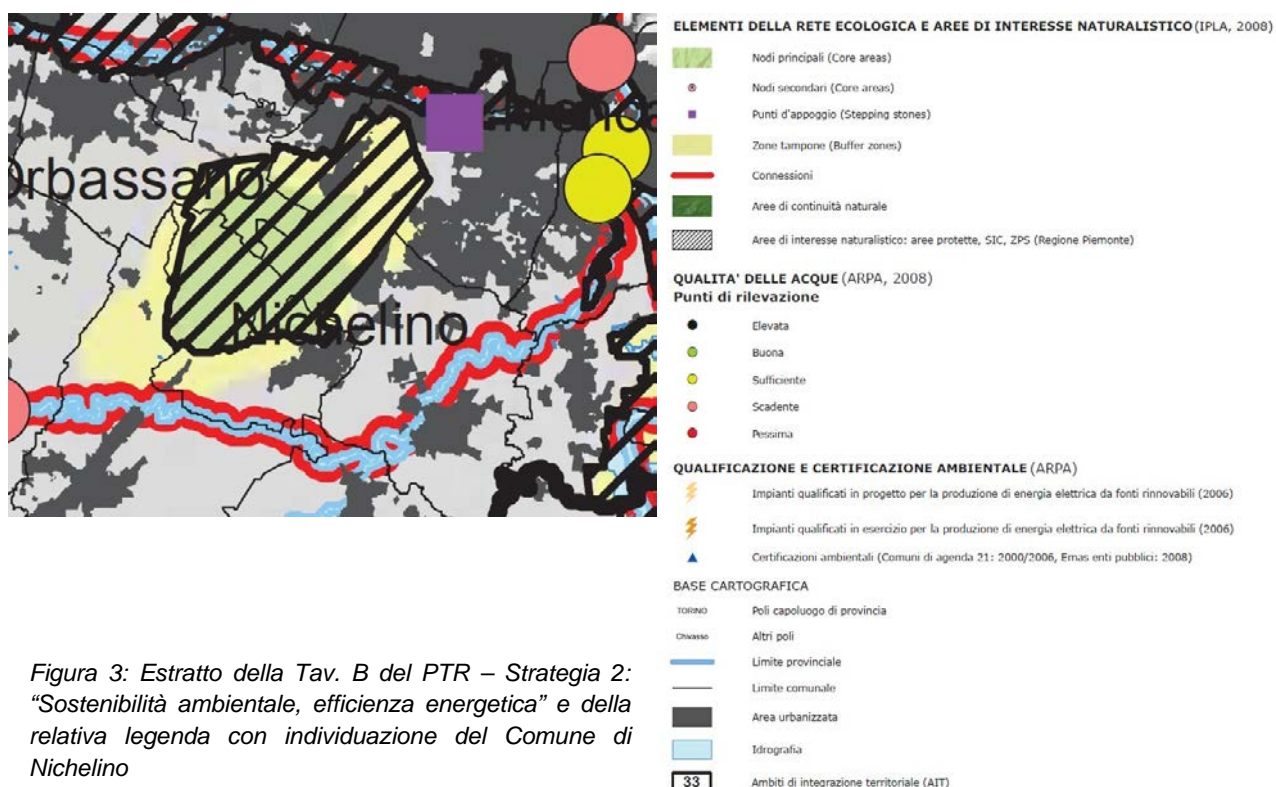 Orbassano
Nichelino
ELEMENTI DELLA RETE ECOLOGICA E AREE DI INTERESSE NATURALISTICO (IPLA, 2008)
Nodi principali (Core areas)
Nodi secondari (Core areas)
Punti d'appoggio (Stepping stones)
Zone tampone (Buffer zones)
Connessioni
Aree di continuità naturale
Aree di interesse naturalistico: aree protette, SIC, ZPS (Regione Piemonte)
QUALITA' DELLE ACQUE (ARPA, 2008)
Punti di rilevazione
Elevata
Buona
Sufficiente
Scadente
Pessima
QUALIFICAZIONE E CERTIFICAZIONE AMBIENTALE (ARPA)
Impianti qualificati in progetto per la produzione di energia elettrica da fonti rinnovabili (2006)
Impianti qualificati in esercizio per la produzione di energia elettrica da fonti rinnovabili (2006)
Certificazioni ambientali (Comuni di agenda 21: 2000/2006, Emas enti pubblici: 2008)
BASE CARTOGRAFICA
TORINO Poli capoluogo di provincia
Chivasso Altri poli
Limite provinciale
Limite comunale
Area urbanizzata
Idrografia
33 Ambiti di integrazione territoriale (AIT)
Figura 3: Estratto della Tav. B del PTR – Strategia 2:
“Sostenibilità ambientale, efficienza energetica” e della
relativa legenda con individuazione del Comune di
Nichelino